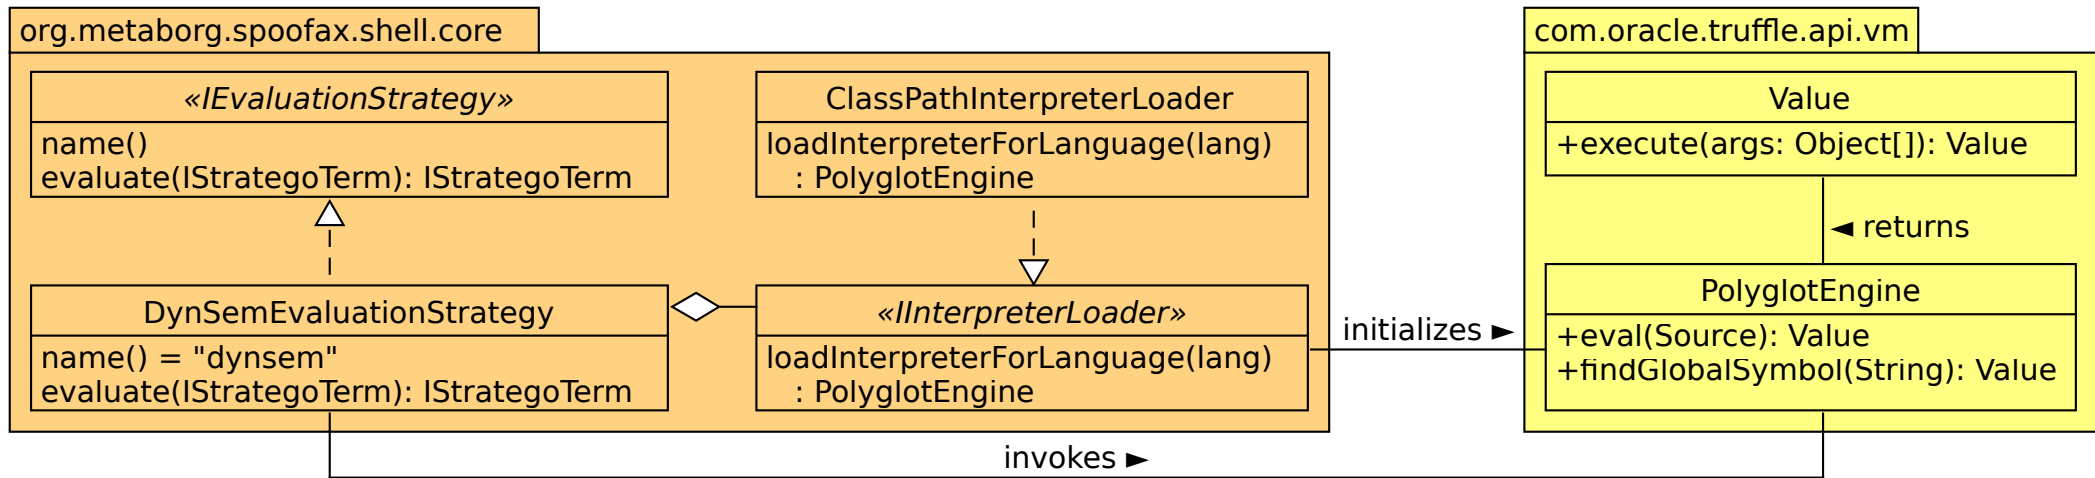 org.metaborg.spoofax.shell.core
«IEvaluationStrategy»
name()
evaluate(IStrategoTerm): IStrategoTerm
ClassPathInterpreterLoader
loadInterpreterForLanguage(lang)
: PolyglotEngine
DynSemEvaluationStrategy
name() = "dynsem"
evaluate(IStrategoTerm): IStrategoTerm
«IInterpreterLoader»
loadInterpreterForLanguage(lang)
: PolyglotEngine
initializes ►
invokes ►
com.oracle.truffle.api.vm
Value
+execute(args: Object[]): Value
◄ returns
PolyglotEngine
+eval(Source): Value
+findGlobalSymbol(String): Value